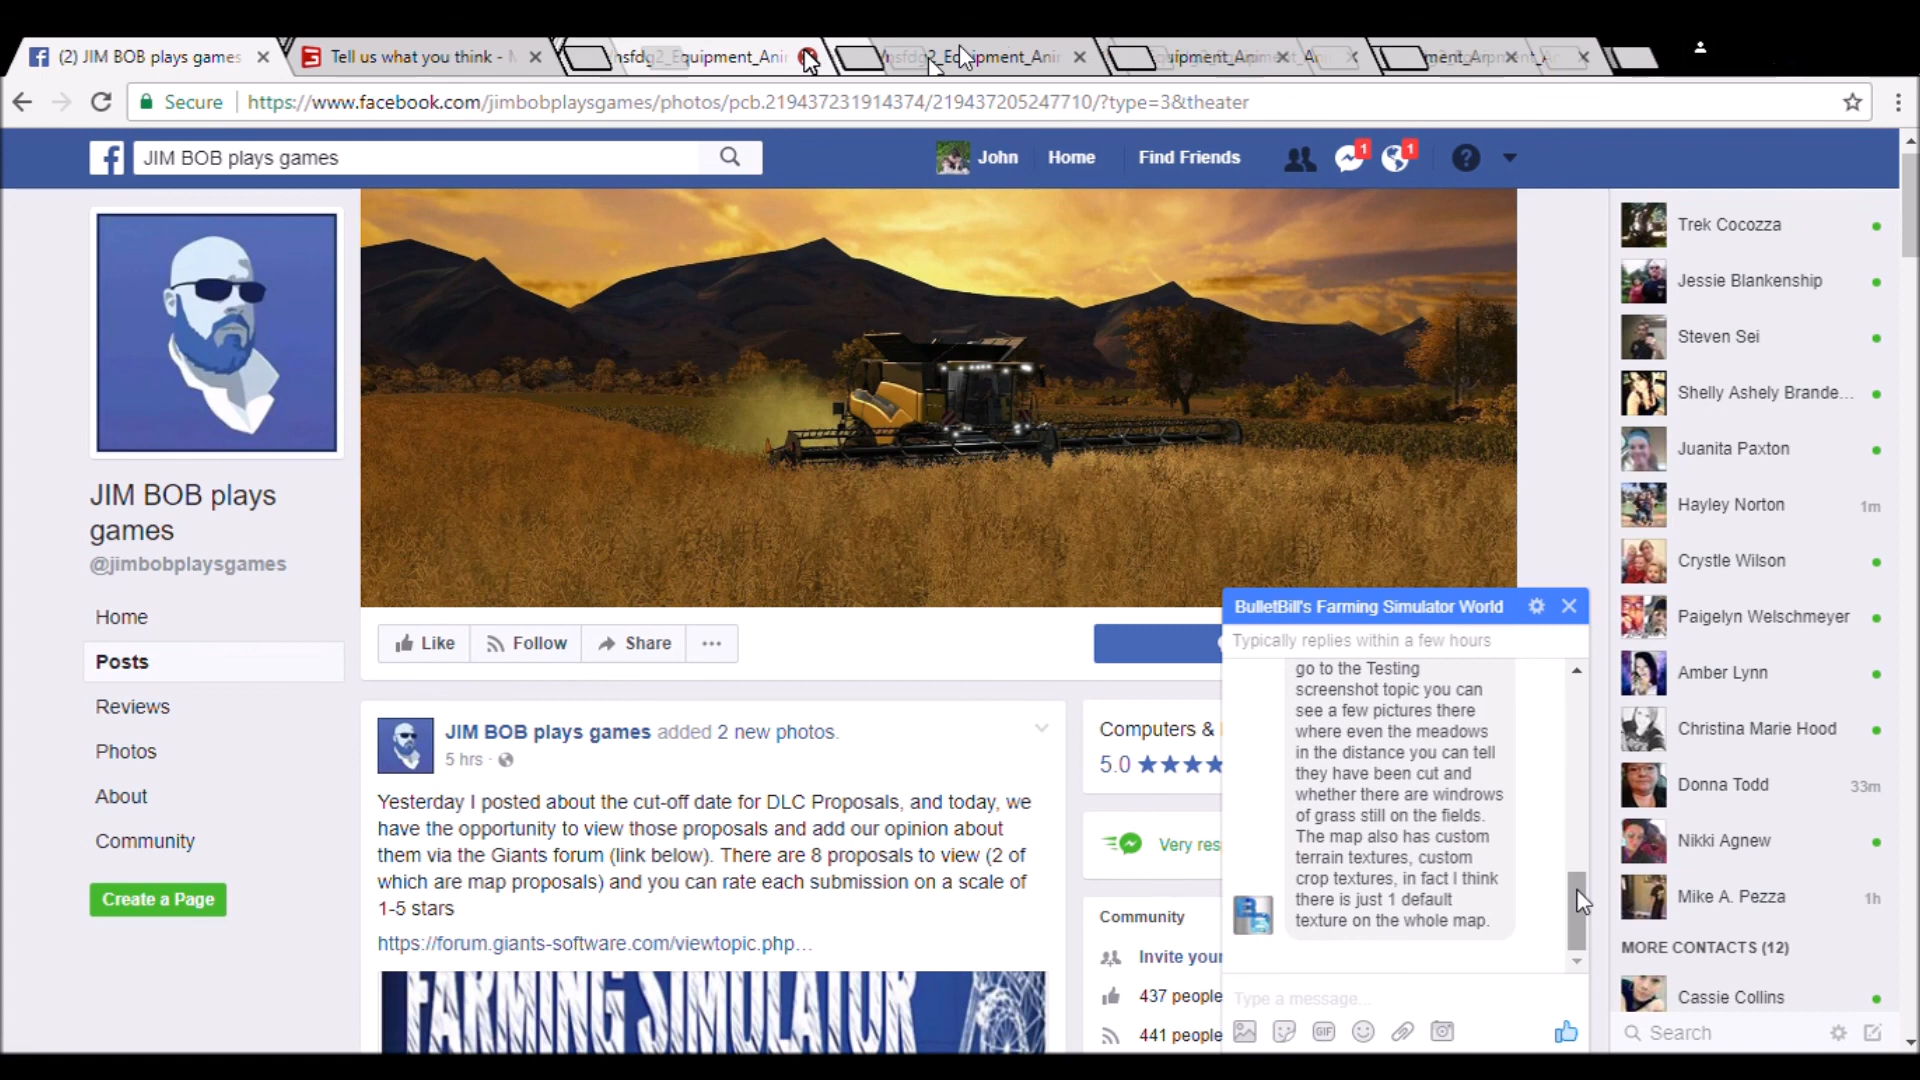 (2) JIM BOB plays games
Tell us what you think -
Secure
https://www.facebook.com/jimbobplaysgames/photos/pcb.219437231914374/219437205247710/?type=3&theater
JIM BOB plays games
John
Home
Find Friends
1
1
JIM BOB plays
games
@jimbobplaysgames
Home
Posts
Reviews
Photos
About
Community
Create a Page
Like
Follow
Share
JIM BOB plays games added 2 new photos.
5 hrs
Yesterday I posted about the cut-off date for DLC Proposals, and today, we
have the opportunity to view those proposals and add our opinion about
them via the Giants forum (link below). There are 8 proposals to view (2 of
which are map proposals) and you can rate each submission on a scale of
1-5 stars
https://forum.giants-software.com/viewtopic.php...
FARMING SIMULATOR
Computers &
5.0
Very res
Community
Invite your
437 people
441 people
BulletBill's Farming Simulator World
Typically replies within a few hours
go to the Testing
screenshot topic you can
see a few pictures there
where even the meadows
in the distance you can tell
they have been cut and
whether there are windrows
of grass still on the fields.
The map also has custom
terrain textures, custom
crop textures, in fact I think
there is just 1 default
texture on the whole map.
Type a message...
GIF
Trek Cocozza
Jessie Blankenship
Steven Sei
Shelly Ashely Brande...
Juanita Paxton
Hayley Norton 1m
Crystle Wilson
Paigelyn Welschmeyer
Amber Lynn
Christina Marie Hood
Donna Todd 33m
Nikki Agnew
Mike A. Pezza 1h
MORE CONTACTS (12)
Cassie Collins
Search